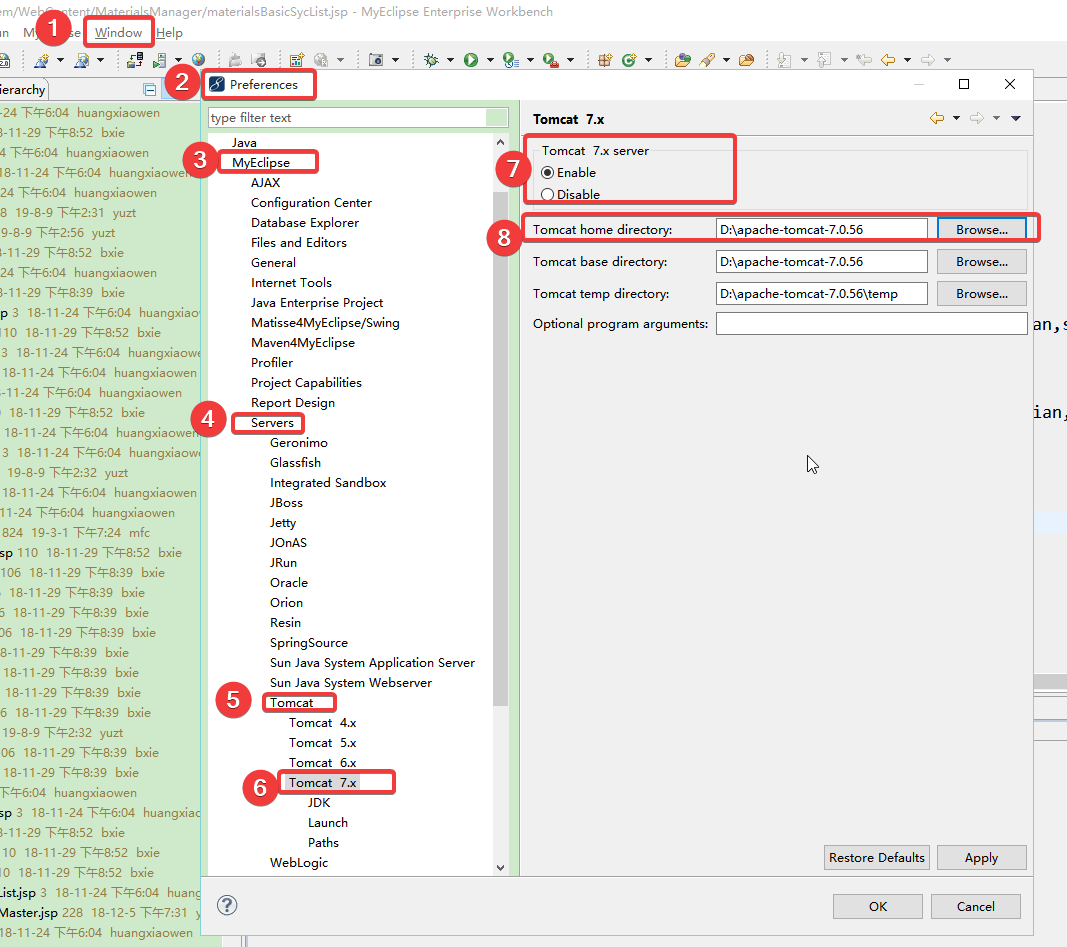 em/WebContent/MaterialsManager/materialsBasicSycList.jsp - MyEclipse Enterprise Workbench
1
Window
Help
ierarchy
2
Preferences
type filter text
3
Java
MyEclipse
AJAX
Configuration Center
Database Explorer
Files and Editors
General
Internet Tools
Java Enterprise Project
Matisse4MyEclipse/Swing
Maven4MyEclipse
Profiler
Project Capabilities
Report Design
4
Servers
Geronimo
Glassfish
Integrated Sandbox
JBoss
Jetty
JOnAS
JRun
Oracle
Orion
Resin
SpringSource
Sun Java System Application Server
Sun Java System Webserver
5
Tomcat
Tomcat 4.x
Tomcat 5.x
Tomcat 6.x
6
Tomcat 7.x
JDK
Launch
Paths
WebLogic
Tomcat 7.x
7
Tomcat 7.x server
Enable
Disable
8
Tomcat home directory: D:\apache-tomcat-7.0.56 Browse...
Tomcat base directory: D:\apache-tomcat-7.0.56 Browse...
Tomcat temp directory: D:\apache-tomcat-7.0.56\temp Browse...
Optional program arguments:
Restore Defaults Apply
OK Cancel
-24 下午6:04 huangxiaowen
8-11-29 下午8:52 bxie
4 下午6:04 huangxiaowen
18-11-24 下午6:04 huangxiaowen
8 19-8-9 下午2:31 yuzt
9-8-9 下午2:56 yuzt
8-11-29 下午8:52 bxie
-24 下午6:04 huangxiaowen
8-11-29 下午8:39 bxie
p 3 18-11-24 下午6:04 huangxiao
110 18-11-29 下午8:52 bxie
3 18-11-24 下午6:04 huangxiaowe
-24 下午6:04 huangxiaowen
8-11-24 下午6:04 huangxiaowen
18-11-29 下午8:52 bxie
18-11-24 下午6:04 huangxiaowen
3 18-11-24 下午6:04 huangxiaow
19-8-9 下午2:32 yuzt
18-11-24 下午6:04 huangxiaowen
11-24 下午6:04 huangxiaowen
824 19-3-1 下午7:24 mfc
sp 110 18-11-29 下午8:52 bxie
106 18-11-29 下午8:39 bxie
18-11-29 下午8:39 bxie
6 18-11-29 下午8:39 bxie
06 18-11-29 下午8:39 bxie
8-11-29 下午8:39 bxie
18-11-29 下午8:39 bxie
18-11-29 下午8:39 bxie
6 18-11-29 下午8:39 bxie
19-8-9 下午2:32 yuzt
06 18-11-29 下午8:39 bxie
18-11-29 下午8:39 bxie
下午6:04 huangxiaowen
sp 3 18-11-24 下午6:04 huangxiao
8-11-29 下午8:52 bxie
10 18-11-29 下午8:52 bxie
0 18-11-29 下午8:52 bxie
List.jsp 3 18-11-24 下午6:04 huang
Master.jsp 228 18-12-5 下午7:31 y
18-11-24 下午6:04 huangxiaowen
an,s
ian,